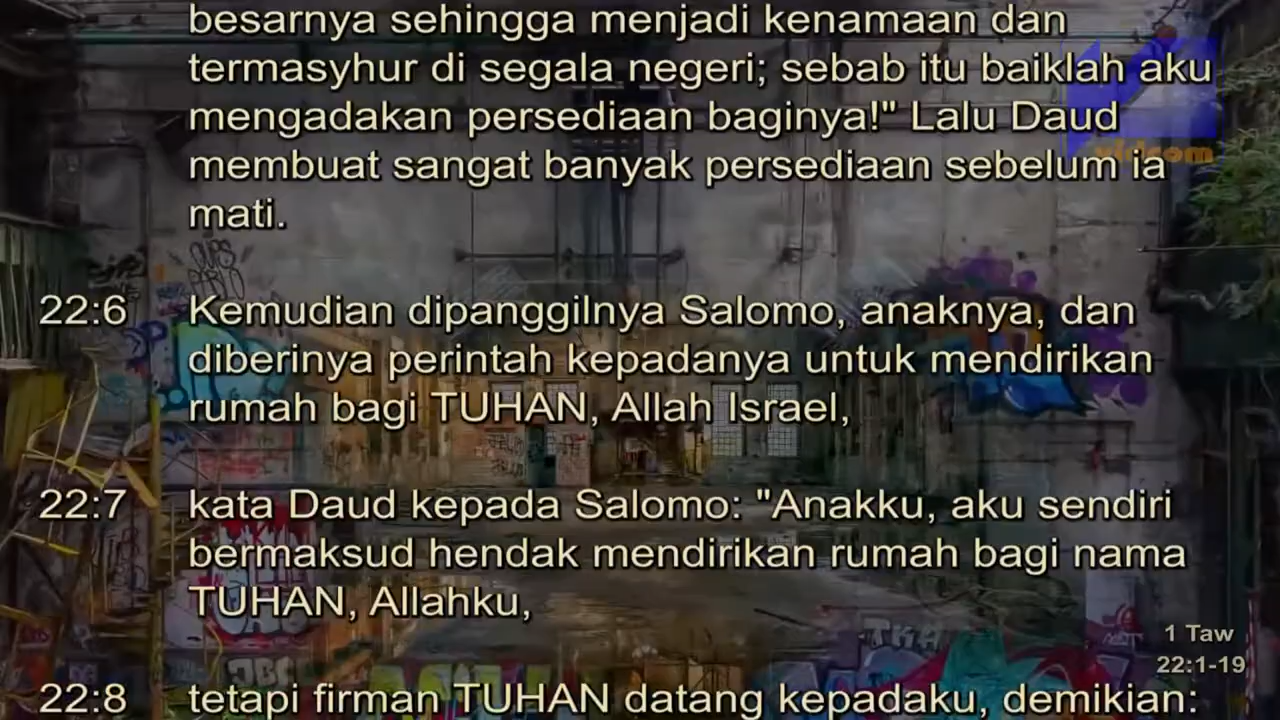 besarnya sehingga menjadi kenamaan dan
termasyhur di segala negeri; sebab itu baiklah aku
mengadakan persediaan baginya!" Lalu Daud
membuat sangat banyak persediaan sebelum ia
mati.
22:6 Kemudian dipanggilnya Salomo, anaknya, dan
diberinya perintah kepadanya untuk mendirikan
rumah bagi TUHAN, Allah Israel,
22:7 kata Daud kepada Salomo: "Anakku, aku sendiri
bermaksud hendak mendirikan rumah bagi nama
TUHAN, Allahku,
1 Taw
22:1-19
22:8 tetapi firman TUHAN datang kepadaku, demikian: